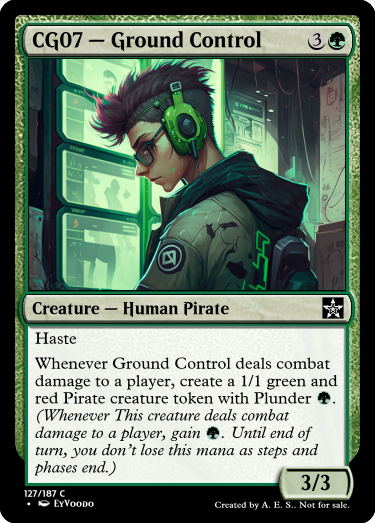 CG07 — Ground Control 3
Creature — Human Pirate
Haste
Whenever Ground Control deals combat
damage to a player, create a 1/1 green and
red Pirate creature token with Plunder .
(Whenever This creature deals combat
damage to a player, gain . Until end of
turn, you don't lose this mana as steps and
phases end.)
3/3
127/187 C
• EyVoodo
Created by A. E. S.. Not for sale.